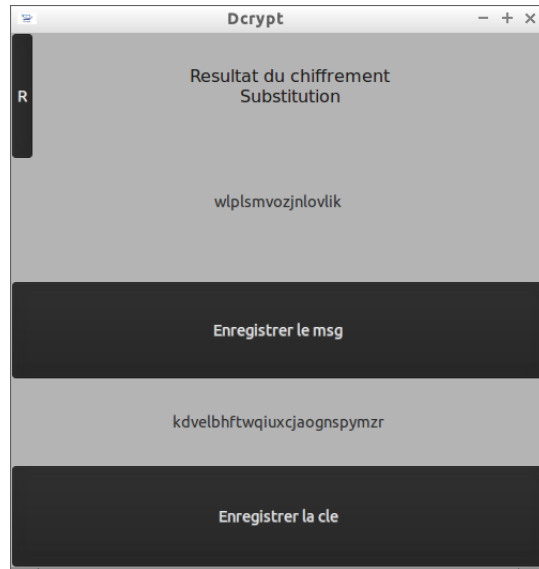 Dcrypt
R
Resultat du chiffrement
Substitution
wlplsmvozjnlovlik
Enregistrer le msg
kdvelbhftwqiuxcjaognspymzr
Enregistrer la cle